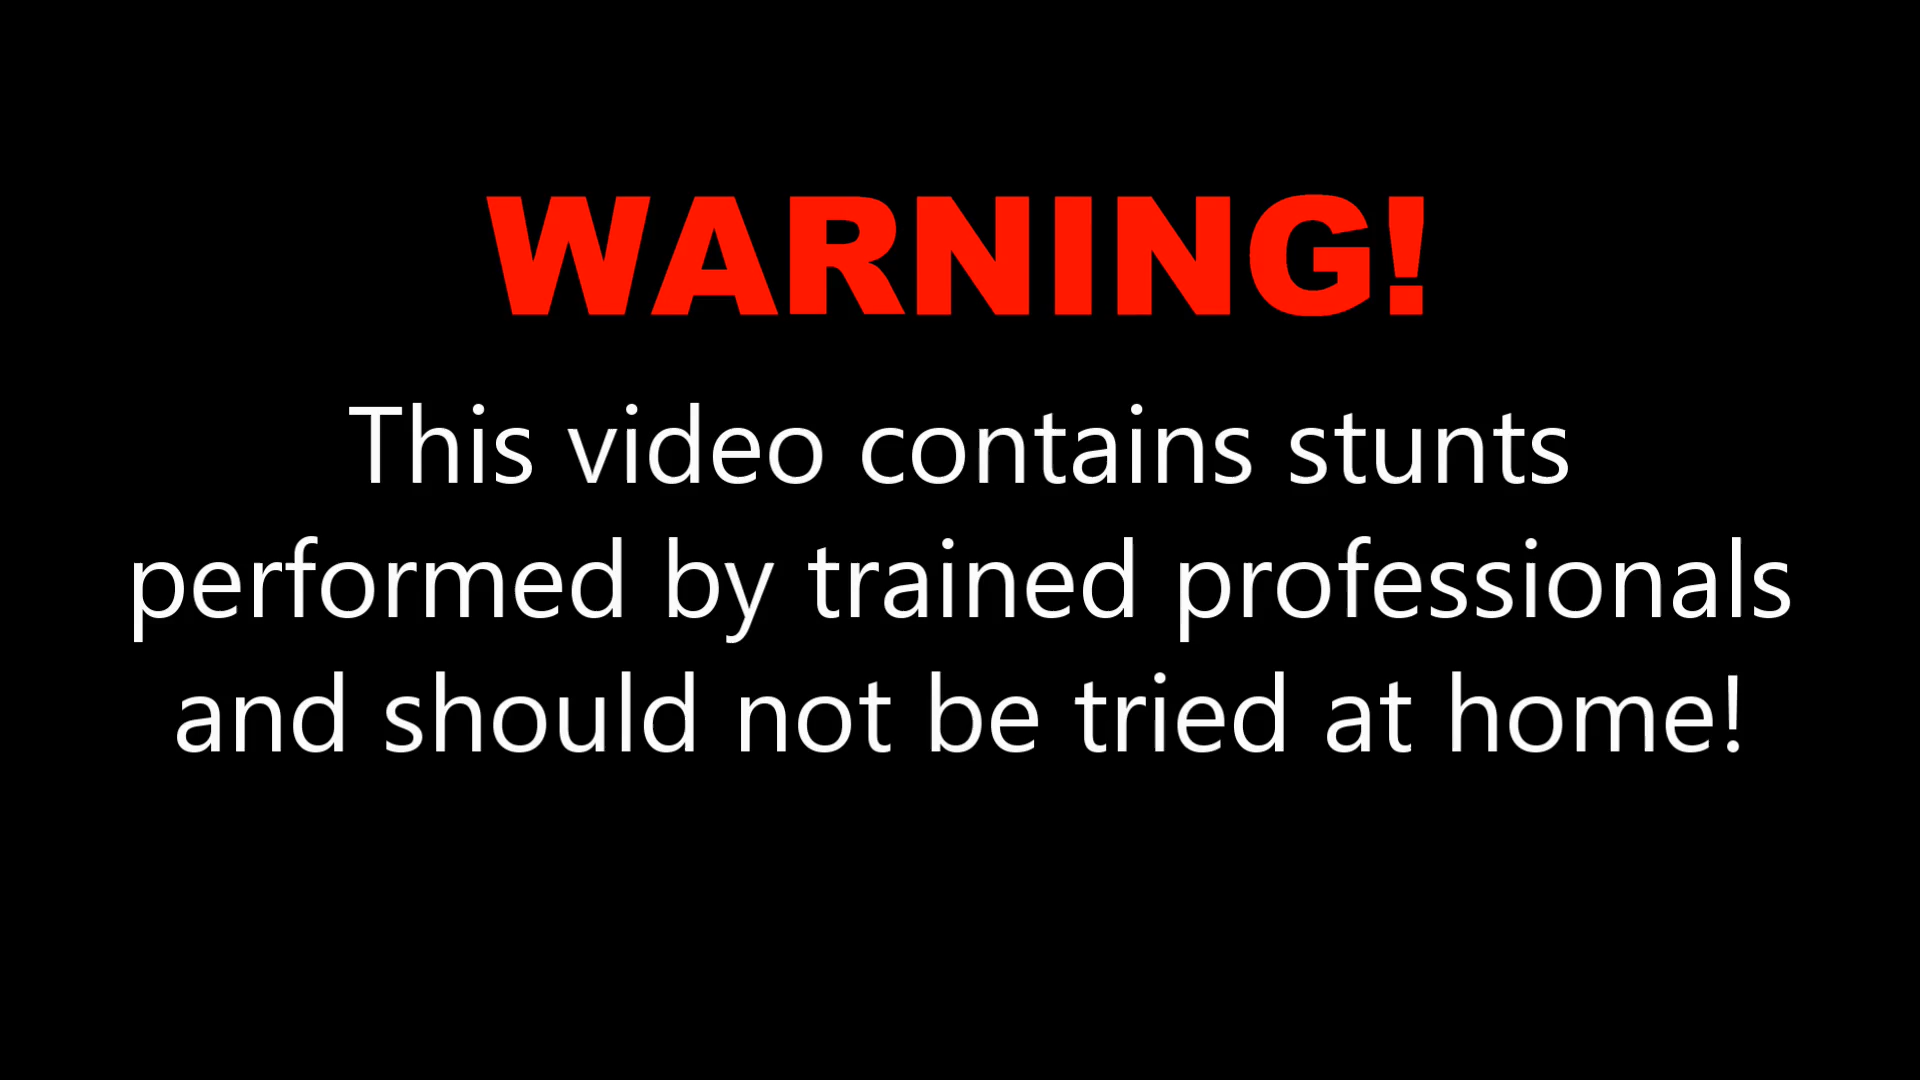 WARNING!
This video contains stunts
performed by trained professionals
and should not be tried at home!